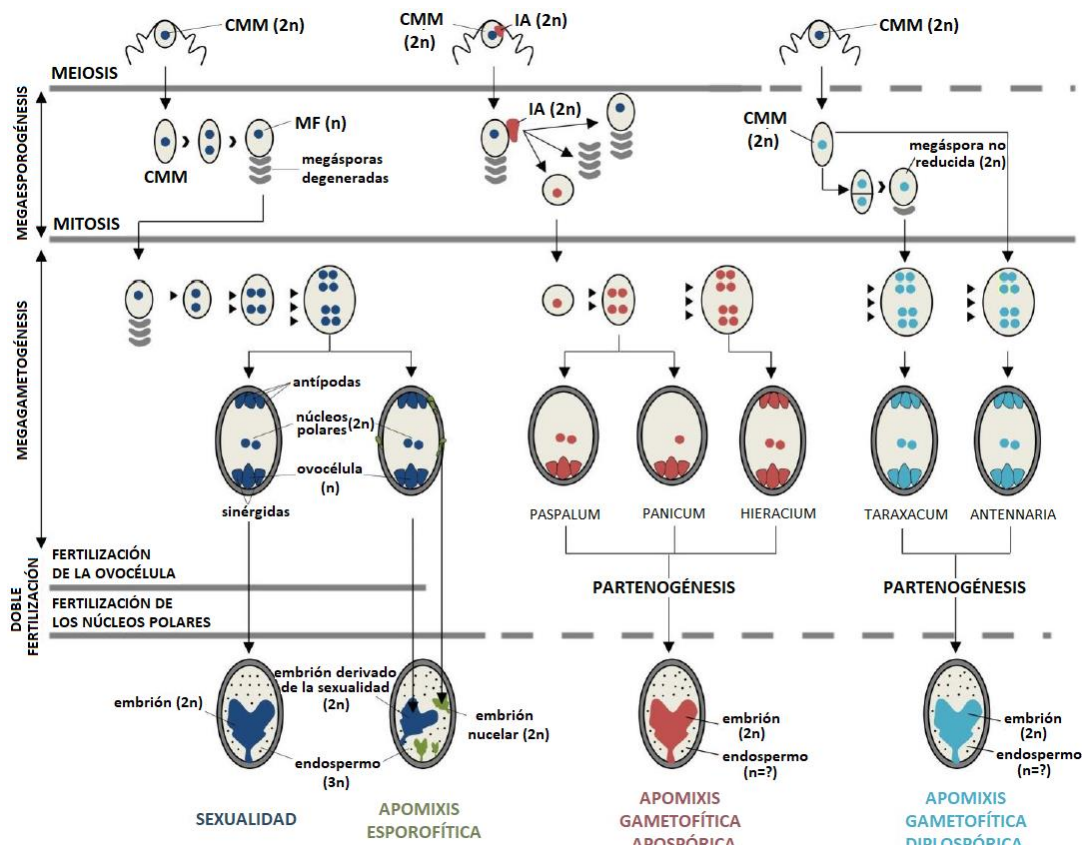 CMM (2n)
CMM
(2n)
IA (2n)
CMM (2n)
MEIOSIS
MEGAESPOROGÉNESIS
MF (n)
megásporas
degeneradas
CMM
IA (2n)
CMM
(2n)
megáspora no
reducida (2n)
MITOSIS
MEGAGAMETOGÉNESIS
antípodas
núcleos
polares
(2n)
ovocélula
(n)
sinérgidas
PASPALUM
PANICUM
HIERACIUM
TARAXACUM
ANTENNARIA
DOBLE
FERTILIZACIÓN
FERTILIZACIÓN
DE LA OVOCÉLULA
FERTILIZACIÓN DE
LOS NÚCLEOS POLARES
PARTENOGÉNESIS
PARTENOGÉNESIS
embrión (2n)
embrión derivado
de la sexualidad
(2n)
embrión
nucelar (2n)
endospermo
(3n)
embrión
(2n)
endospermo
(n=?)
embrión
(2n)
endospermo
(n=?)
SEXUALIDAD
APOMIXIS
ESPOROFÍTICA
APOMIXIS
GAMETOFÍTICA
APOSPÓRICA
APOMIXIS
GAMETOFÍTICA
DIPLOSPÓRICA